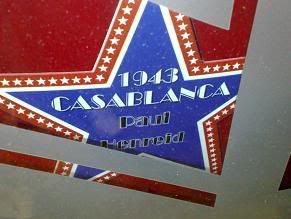 1943
CASABLANCA
Paul
Henreid